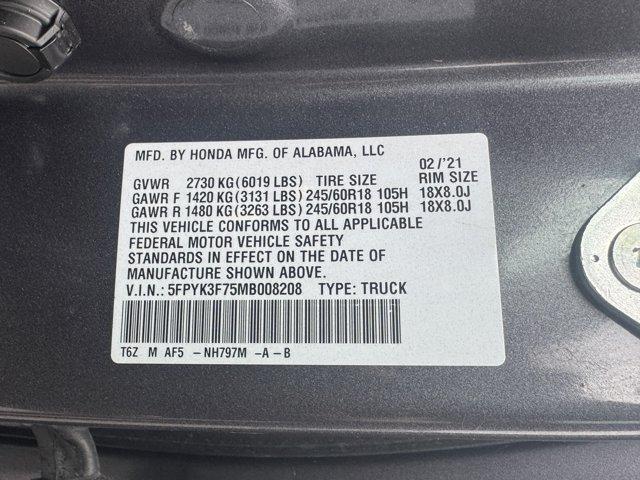 MFD. BY HONDA MFG. OF ALABAMA, LLC 02/'21
GVWR 2730 KG(6019 LBS) TIRE SIZE RIM SIZE
GAWR F 1420 KG(3131 LBS)245/60R18 105H 18X8.0J
GAWR R 1480 KG(3263 LBS)245/60R18 105H 18X8.0J
THIS VEHICLE CONFORMS TO ALL APPLICABLE
FEDERAL MOTOR VEHICLE SAFETY
STANDARDS IN EFFECT ON THE DATE OF
MANUFACTURE SHOWN ABOVE.
V.I.N.: 5FPYK3F75MB008208 TYPE: TRUCK
T6Z M AF5 -NH797M -A-B